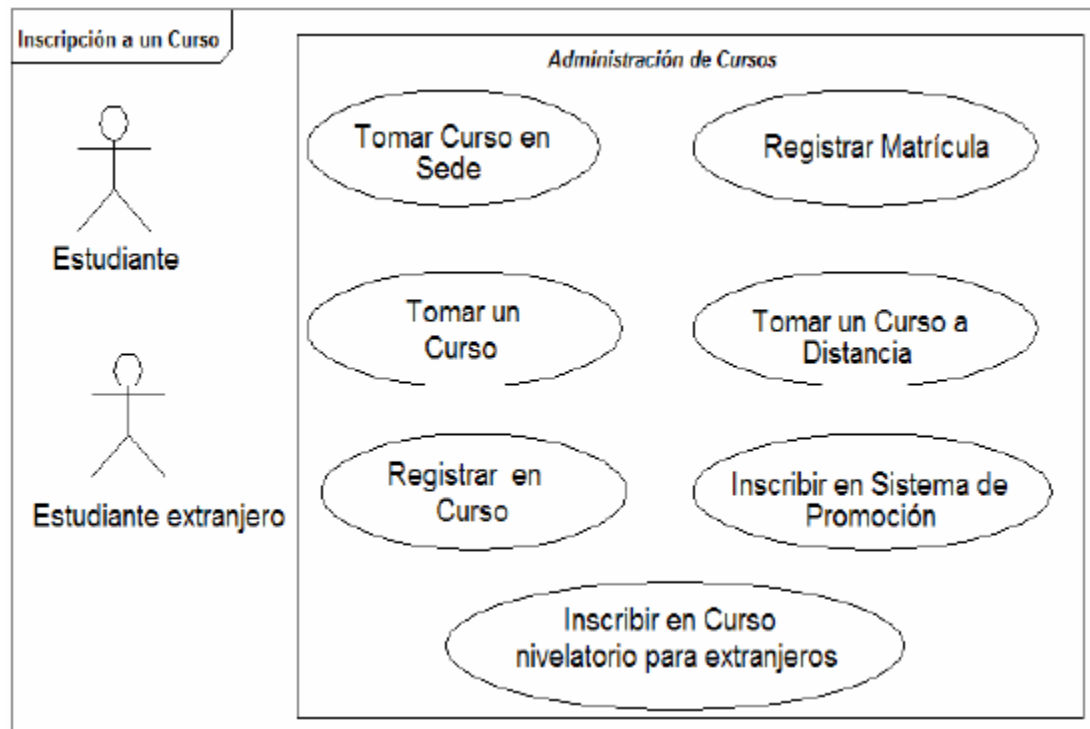 Inscripción a un Curso
Administración de Cursos
Tomar Curso en
Sede
Registrar Matrícula
Estudiante
Tomar un
Curso
Tomar un Curso a
Distancia
Estudiante extranjero
Registrar en
Curso
Inscribir en Sistema de
Promoción
Inscribir en Curso
nivelatorio para extranjeros